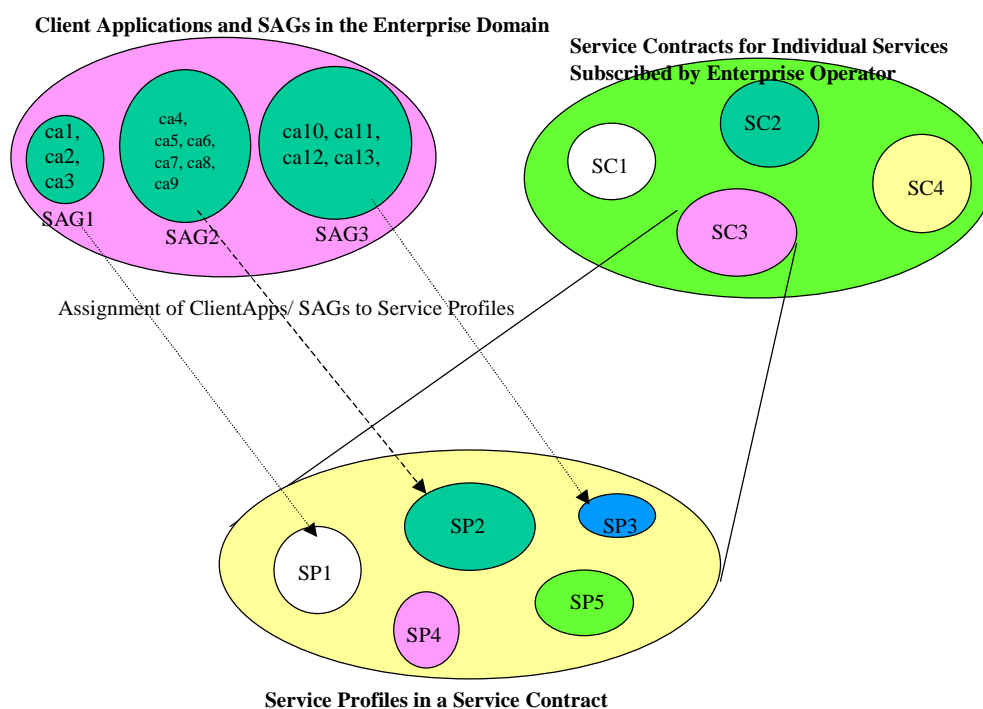 Client Applications and SAGs in the Enterprise Domain
Service Contracts for Individual Services
Subscribed by Enterprise Operator
ca1,
ca2,
ca3
SAG1
ca4,
ca5, ca6,
ca7, ca8,
ca9
SAG2
ca10, ca11,
ca12, ca13,
SAG3
SC1
SC2
SC3
SC4
Assignment of ClientApps/ SAGs to Service Profiles
SP1
SP2
SP3
SP4
SP5
Service Profiles in a Service Contract